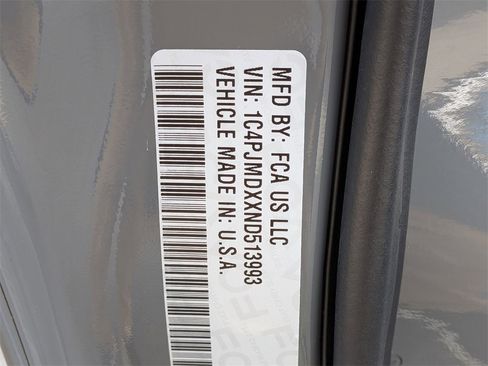 MFD BY: FCA US LLC
VIN: 1C4PJMDXXND513993
VEHICLE MADE IN: U.S.A.